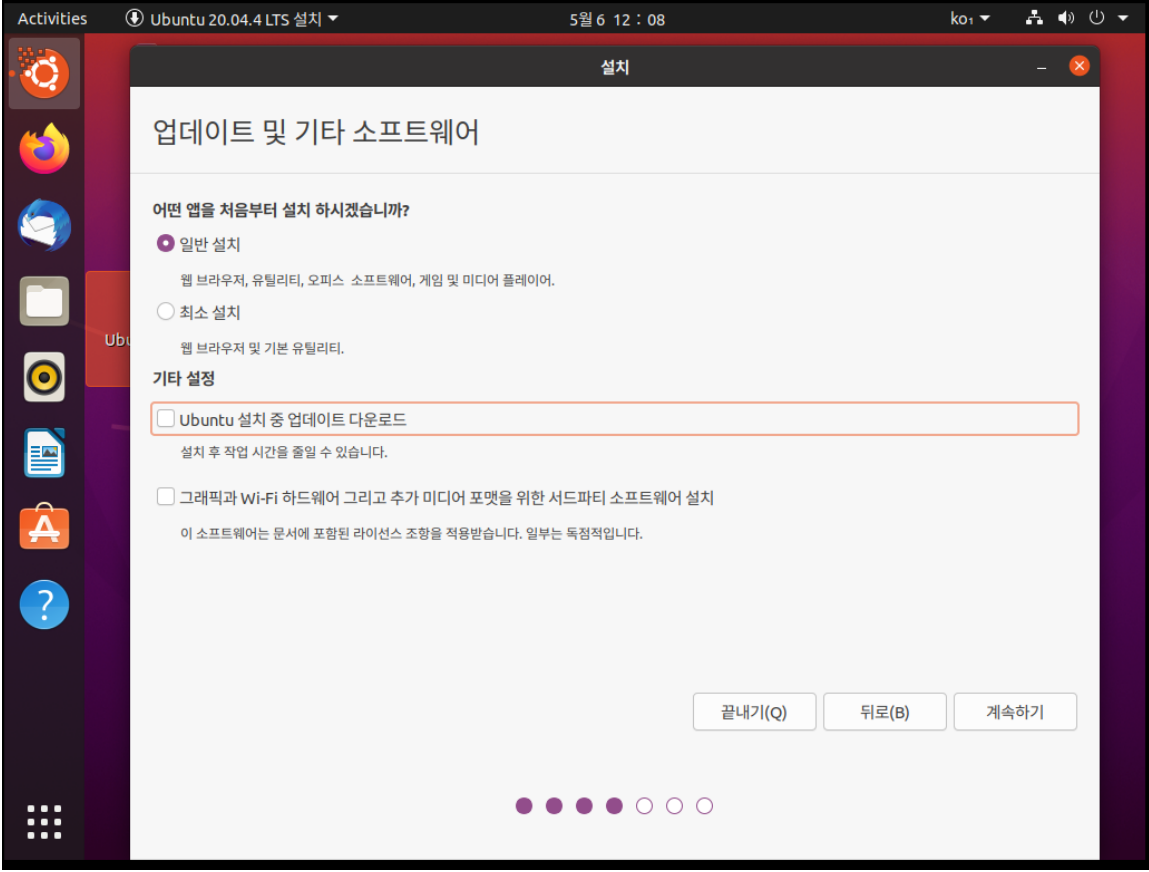 Activities
Ubuntu 20.04.4 LTS 설치
5월 6 12 : 08
ko₁
설치
업데이트 및 기타 소프트웨어
어떤 앱을 처음부터 설치 하시겠습니까?
일반 설치
웹 브라우저, 유틸리티, 오피스 소프트웨어, 게임 및 미디어 플레이어.
최소 설치
Ubu
웹 브라우저 및 기본 유틸리티.
기타 설정
Ubuntu 설치 중 업데이트 다운로드
설치 후 작업 시간을 줄일 수 있습니다.
그래픽과 Wi-Fi 하드웨어 그리고 추가 미디어 포맷을 위한 서드파티 소프트웨어 설치
이 소프트웨어는 문서에 포함된 라이선스 조항을 적용받습니다. 일부는 독점적입니다.
끝내기(Q)
뒤로(B)
계속하기